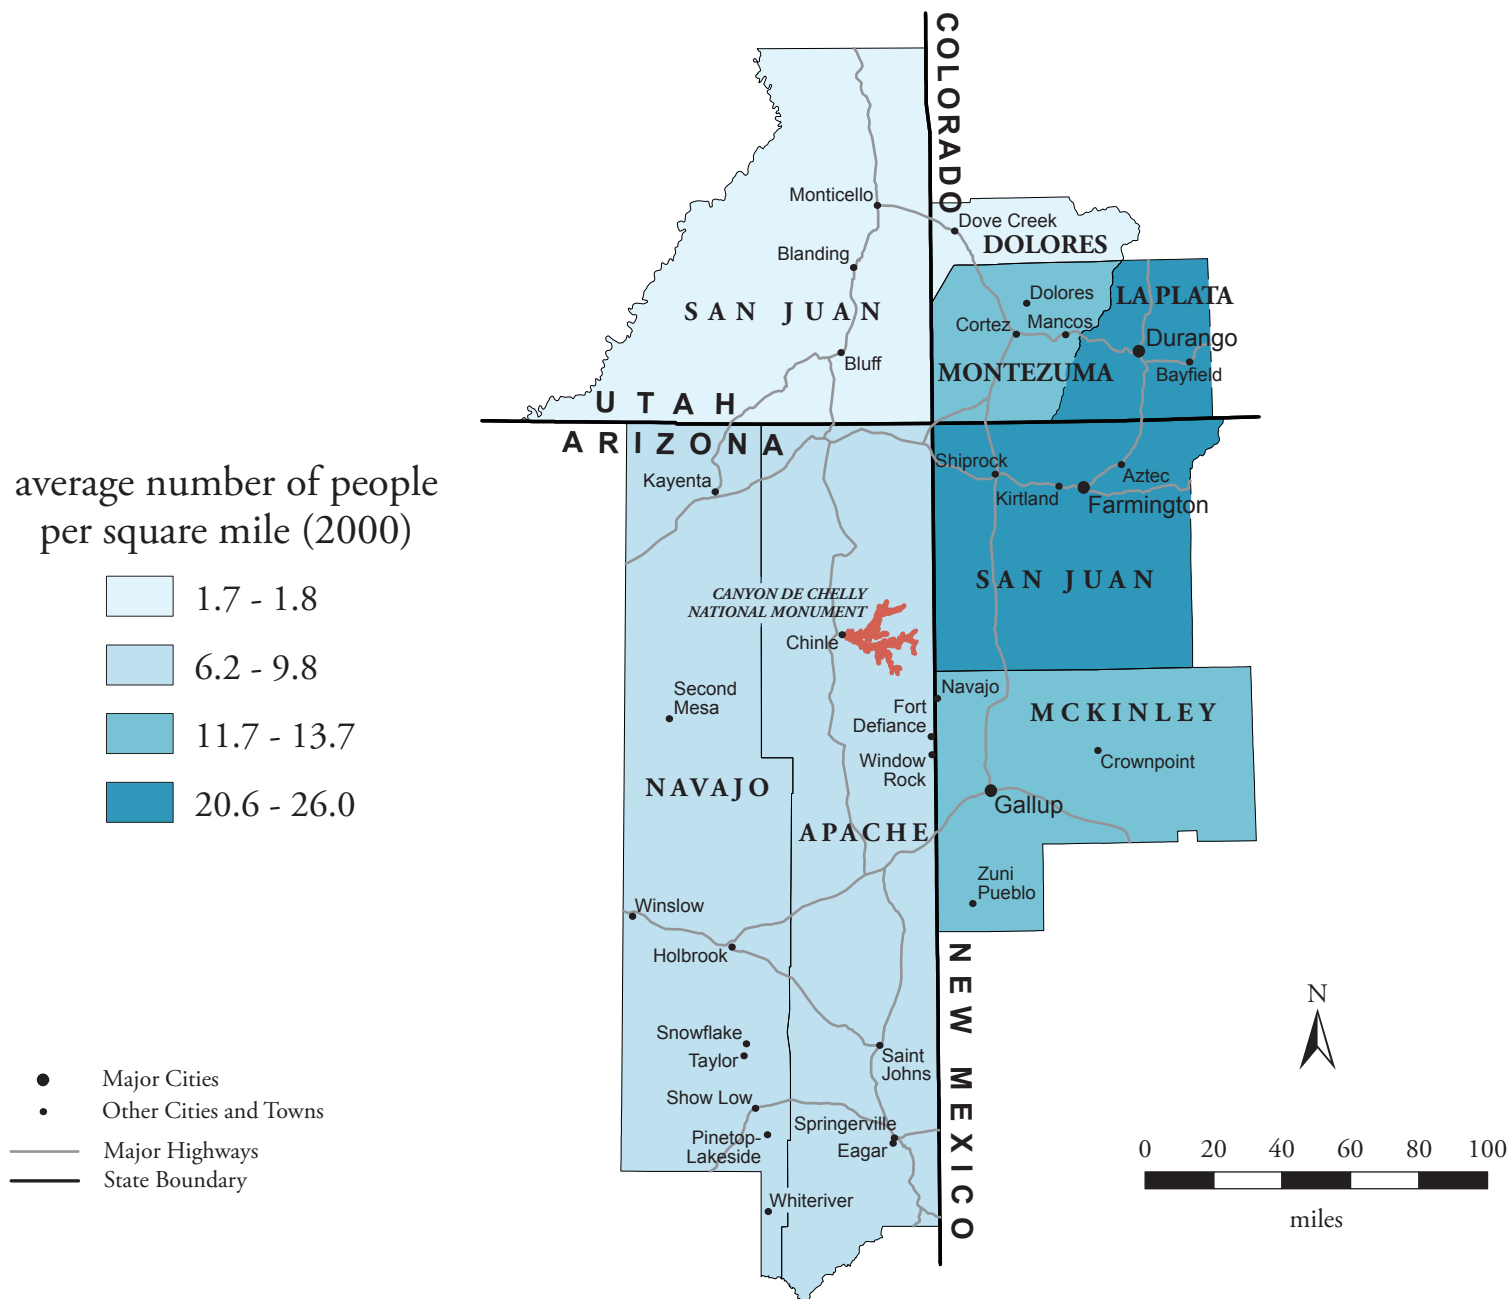 COLORADO
Monticello
Dove Creek
DOLORES
Blanding
Dolores
LA PLATA
SAN JUAN
Cortez
Mancos
Durango
Bluff
MONTEZUMA
Bayfield
UTAH
ARIZONA
Shiprock
Aztec
Kayenta
Kirtland
Farmington
average number of people
per square mile (2000)
1.7 - 1.8
6.2 - 9.8
11.7 - 13.7
20.6 - 26.0
SAN JUAN
CANYON DE CHELLY
NATIONAL MONUMENT
Chinle
Second
Mesa
Navajo
Fort
Defiance
MCKINLEY
Window
Rock
Crownpoint
NAVAJO
Gallup
APACHE
Zuni
Pueblo
Winslow
Holbrook
NEW MEXICO
N
Snowflake
Taylor
Saint
Johns
Show Low
Springerville
Pinetop-
Lakeside
Eagar
Whiteriver
Major Cities
Other Cities and Towns
Major Highways
State Boundary
0 20 40 60 80 100
miles